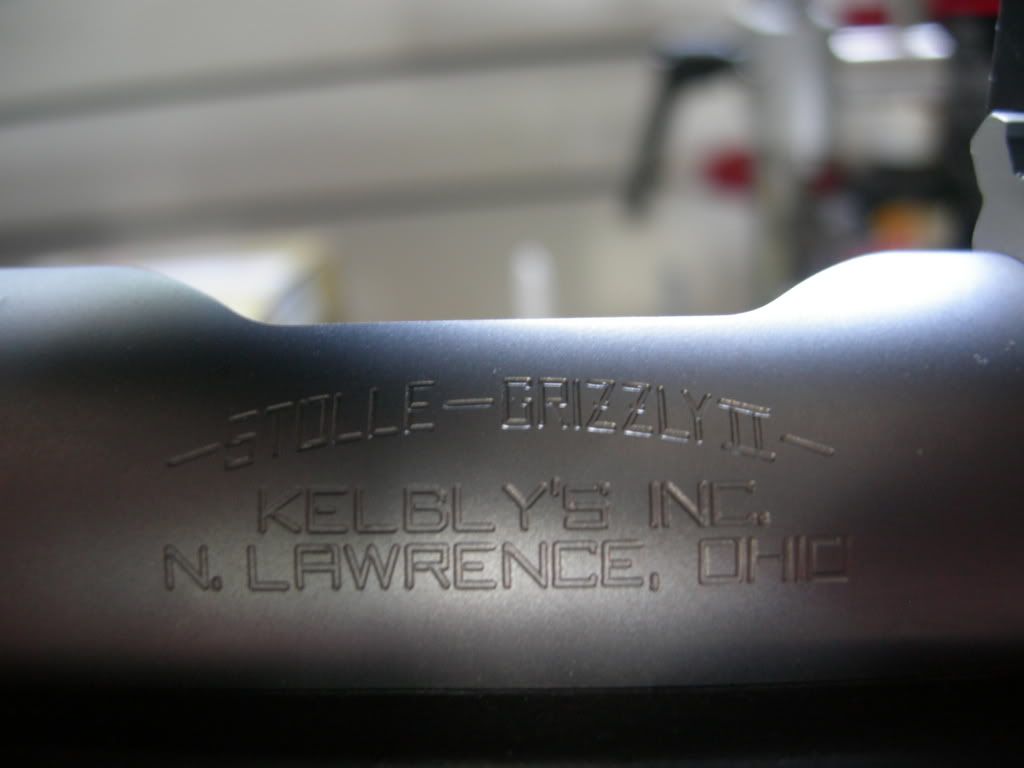 —STOLLE—GRIZZLY II—
KELBLY'S INC.
N. LAWRENCE, OHIO